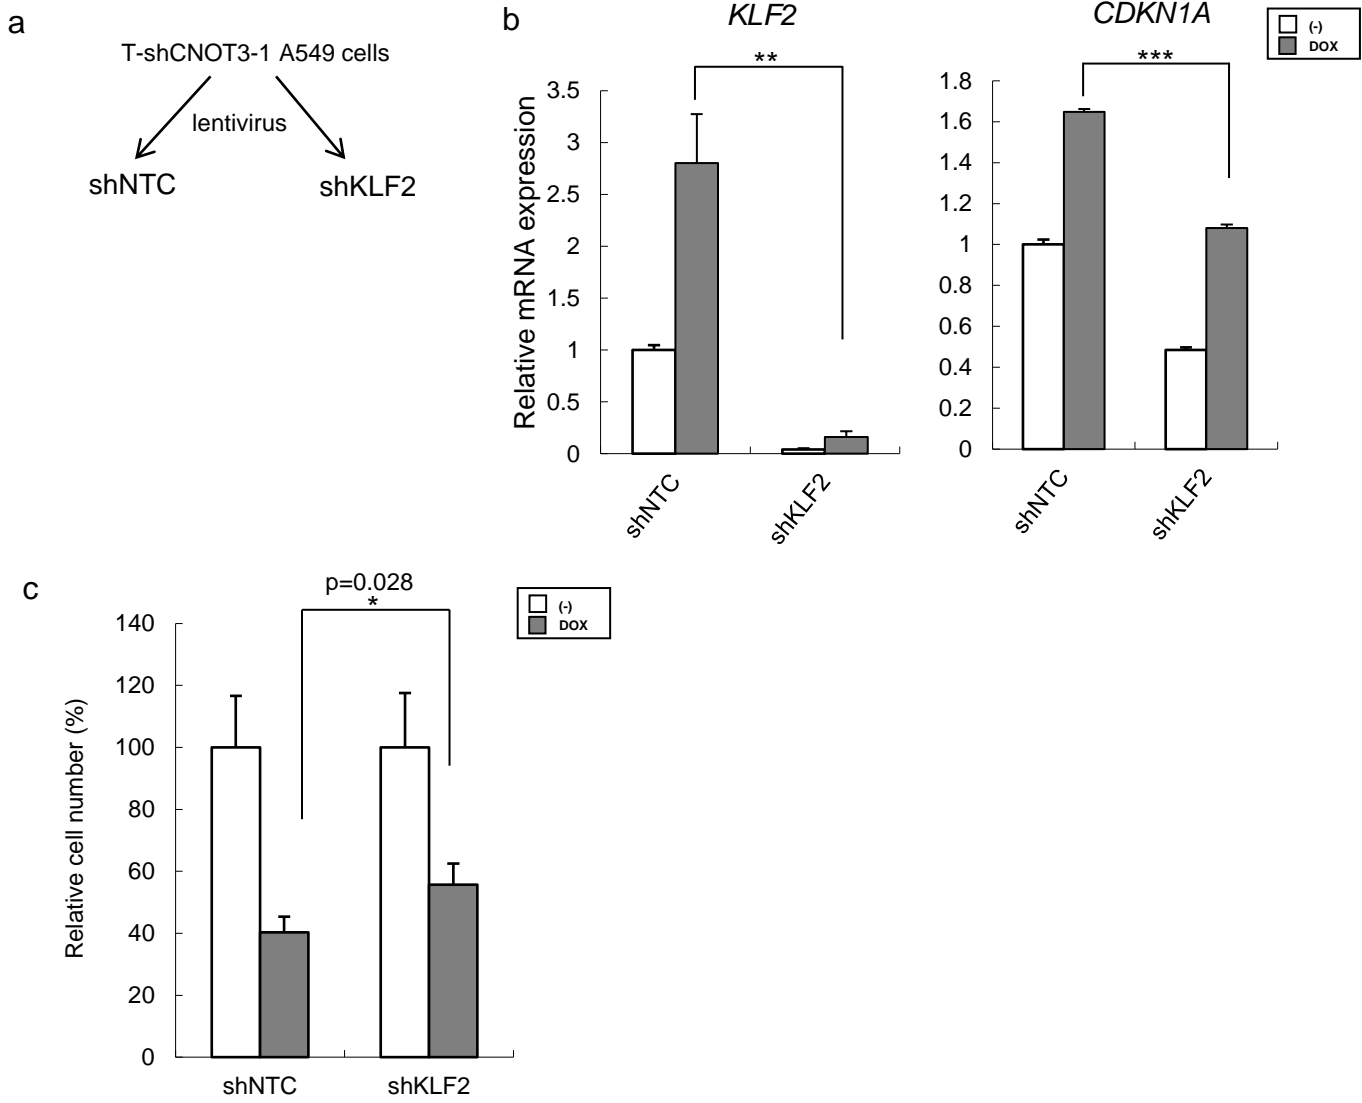 a
T-shCNOT3-1 A549 cells
lentivirus
shNTC
shKLF2
b
KLF2
CDKN1A
(-)
DOX
**
***
Relative mRNA expression
3.5
3
2.5
2
1.5
1
0.5
0
shNTC
shKLF2
1.8
1.6
1.4
1.2
1
0.8
0.6
0.4
0.2
0
shNTC
shKLF2
c
p=0.028
*
(-)
DOX
Relative cell number (%)
140
120
100
80
60
40
20
0
shNTC
shKLF2